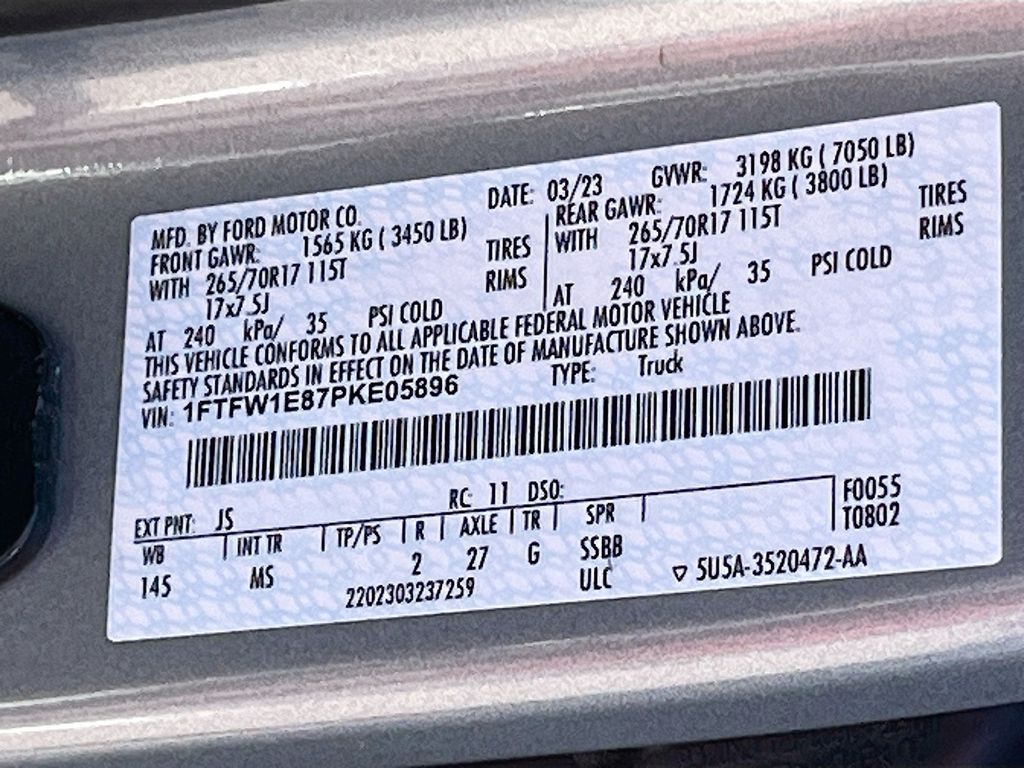 DATE: 03/23 GVWR: 3198 KG ( 7050 LB)
MFD. BY FORD MOTOR CO.
FRONT GAWR: 1565 KG ( 3450 LB)
WITH 265/70R17 115T TIRES
17x7.5J RIMS
AT 240 kPa/ 35 PSI COLD
REAR GAWR: 1724 KG ( 3800 LB)
WITH 265/70R17 115T TIRES
17x7.5J RIMS
AT 240 kPa/ 35 PSI COLD
THIS VEHICLE CONFORMS TO ALL APPLICABLE FEDERAL MOTOR VEHICLE
SAFETY STANDARDS IN EFFECT ON THE DATE OF MANUFACTURE SHOWN ABOVE.
VIN: 1FTFW1E87PKE05896 TYPE: Truck
EXT PNT: JS RC: 11 DSO:
WB INT TR TP/PS R AXLE TR SPR F0055
T0802
145 MS 2 27 G SSBB
2202303237259 ULC ▽ 5U5A-3520472-AA